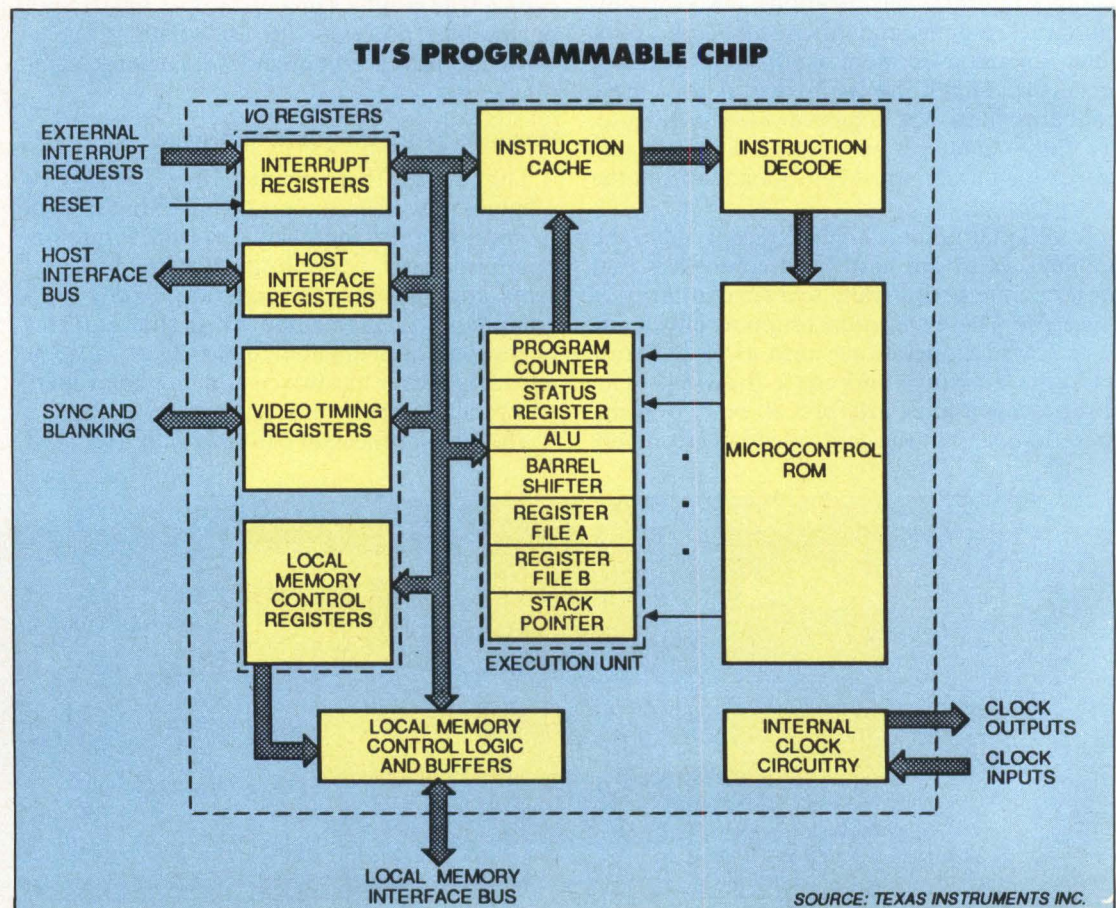 TI'S PROGRAMMABLE CHIP
I/O REGISTERS
EXTERNAL
INTERRUPT
REQUESTS
RESET
INTERRUPT
REGISTERS
INSTRUCTION
CACHE
INSTRUCTION
DECODE
HOST
INTERFACE
BUS
HOST
INTERFACE
REGISTERS
SYNC AND
BLANKING
VIDEO TIMING
REGISTERS
PROGRAM
COUNTER
STATUS
REGISTER
ALU
BARREL
SHIFTER
REGISTER
FILE A
REGISTER
FILE B
STACK
POINTER
EXECUTION UNIT
MICROCONTROL
ROM
LOCAL
MEMORY
CONTROL
REGISTERS
LOCAL MEMORY
CONTROL LOGIC
AND BUFFERS
INTERNAL
CLOCK
CIRCUITRY
CLOCK
OUTPUTS
CLOCK
INPUTS
LOCAL MEMORY
INTERFACE BUS
SOURCE: TEXAS INSTRUMENTS INC.